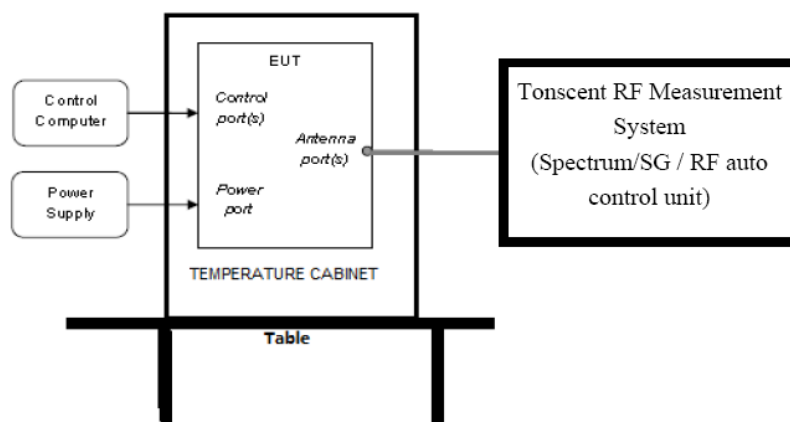 EUT
Control
Computer
Control
port(s)
Antenna
port(s)
Power
Supply
Power
port
TEMPERATURE CABINET
Table
Tonscent RF Measurement
System
(Spectrum/SG / RF auto
control unit)